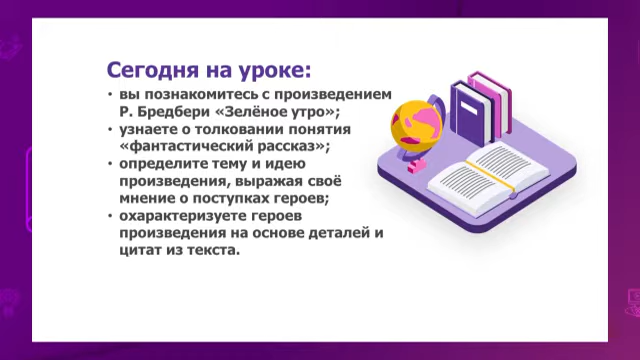 Сегодня на уроке:
• вы познакомитесь с произведением
Р. Бредбери «Зелёное утро»;
• узнаете о толковании понятия
«фантастический рассказ»;
• определите тему и идею
произведения, выражая своё
мнение о поступках героев;
• охарактеризуете героев
произведения на основе деталей и
цитат из текста.